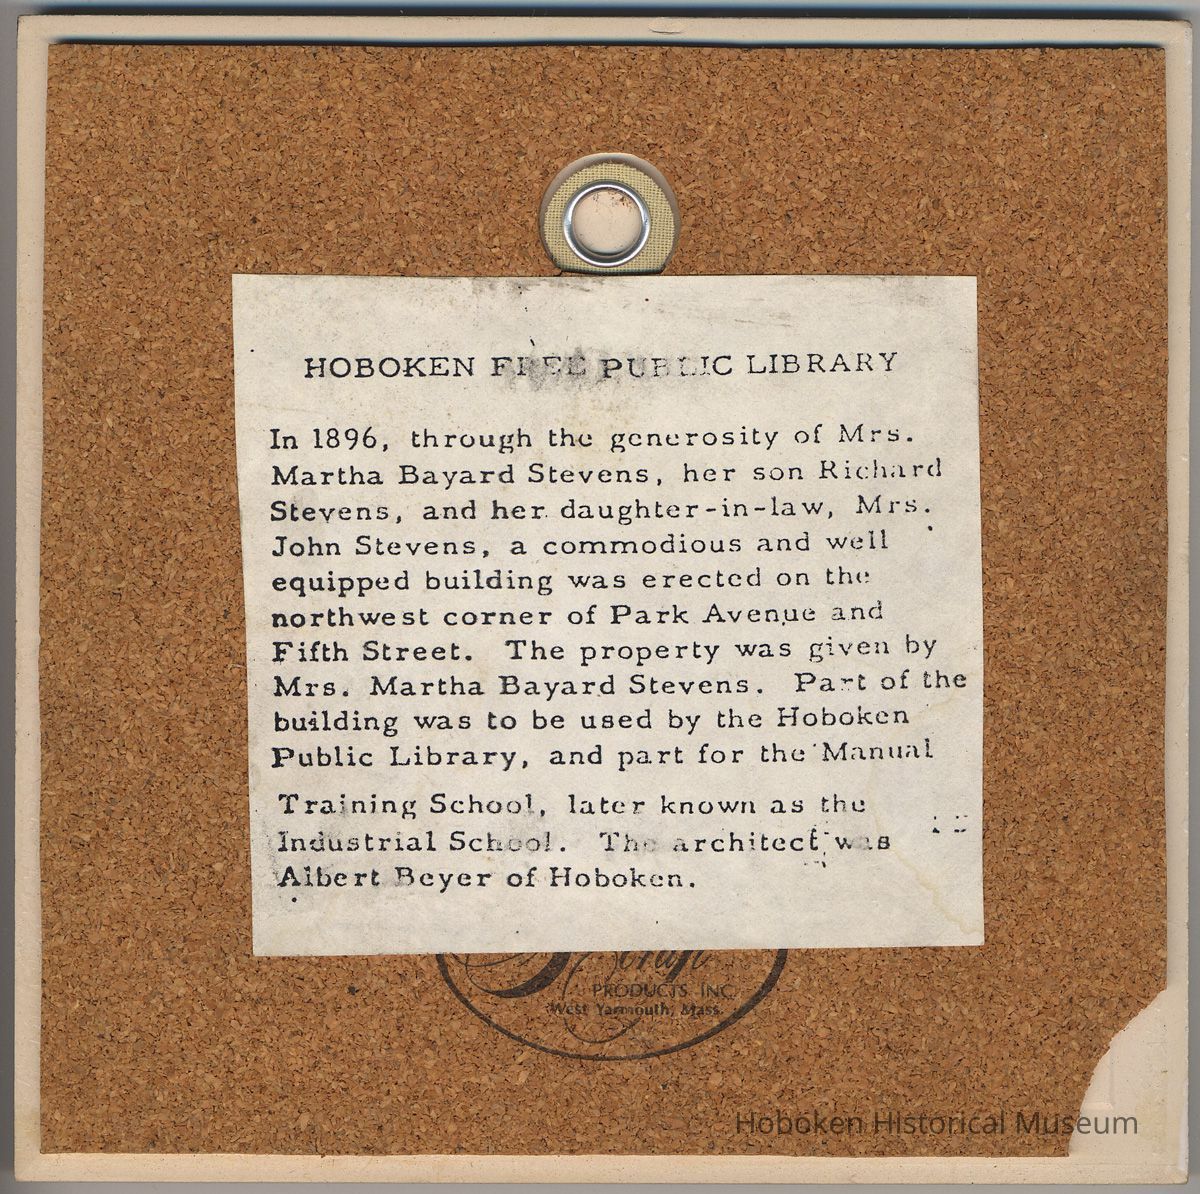 HOBOKEN FREE PUBLIC LIBRARY
In 1896, through the generosity of Mrs.
Martha Bayard Stevens, her son Richard
Stevens, and her daughter-in-law, Mrs.
John Stevens, a commodious and well
equipped building was erected on the
northwest corner of Park Avenue and
Fifth Street. The property was given by
Mrs. Martha Bayard Stevens. Part of the
building was to be used by the Hoboken
Public Library, and part for the Manual
Training School, later known as the
Industrial School. The architect was
Albert Beyer of Hoboken.
PRODUCTS, INC.
West Yarmouth, Mass.
Hoboken Historical Museum